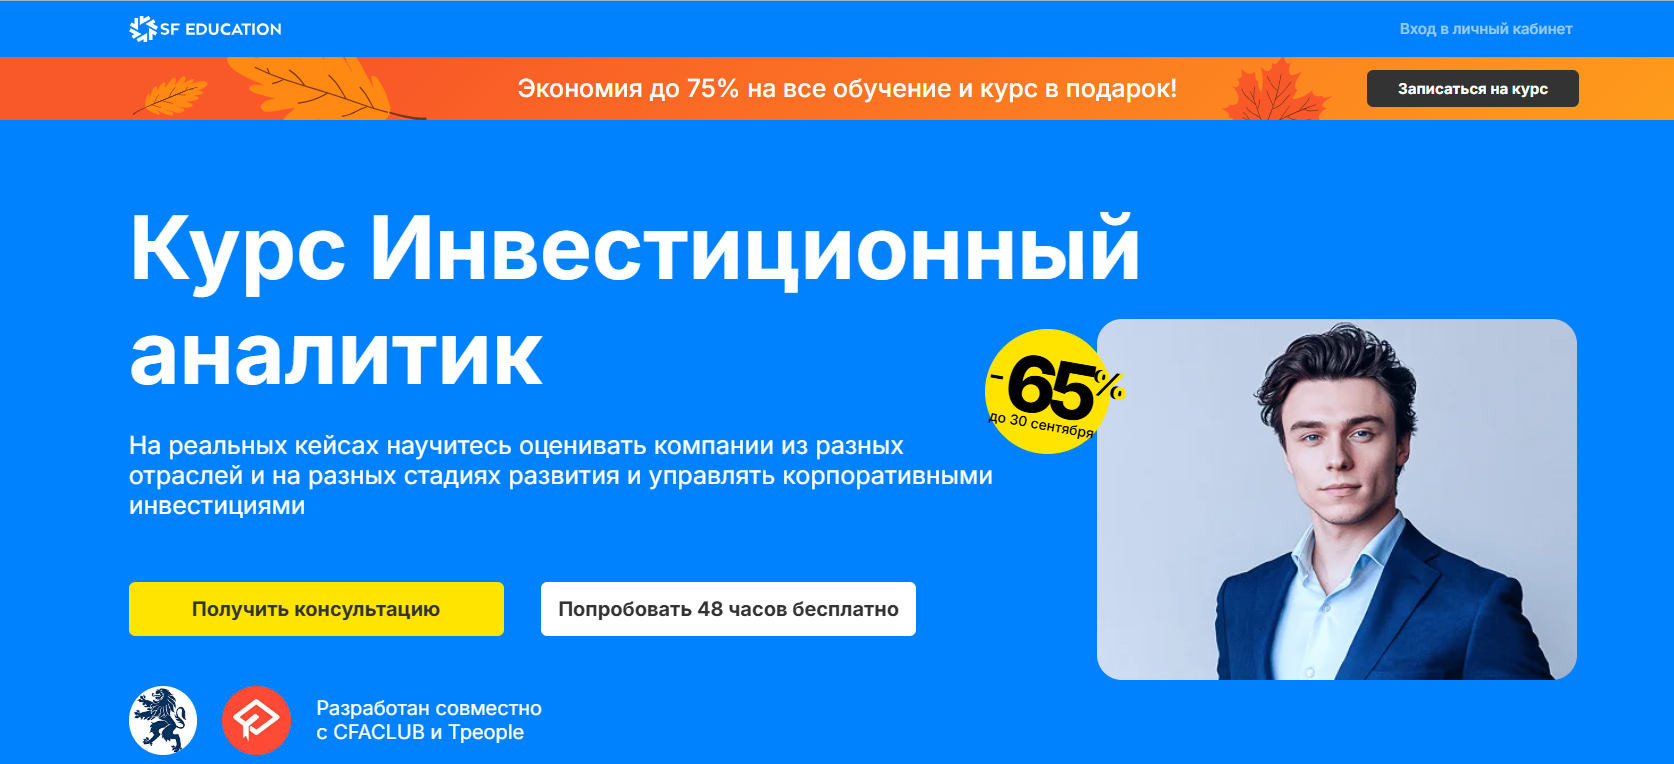 SF EDUCATION
Вход в личный кабинет
Экономия до 75% на все обучение и курс в подарок!
Записаться на курс
Курс Инвестиционный
аналитик
-65%
до 30 сентября
На реальных кейсах научитесь оценивать компании из разных
отраслей и на разных стадиях развития и управлять корпоративными
инвестициями
Получить консультацию
Попробовать 48 часов бесплатно
Разработан совместно
с CFACLUB и Tpeople